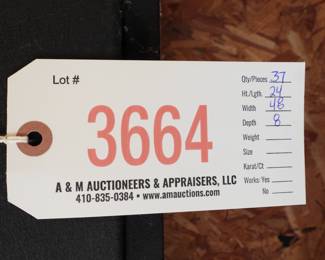 Lot #
3664
A & M AUCTIONEERS & APPRAISERS, LLC
410-835-0384 • www.amauctions.com
Qty/Pieces 37
Ht./Lgth. 24
Width 48
Depth 8
Weight
Size
Karat/Ct
Works: Yes
No